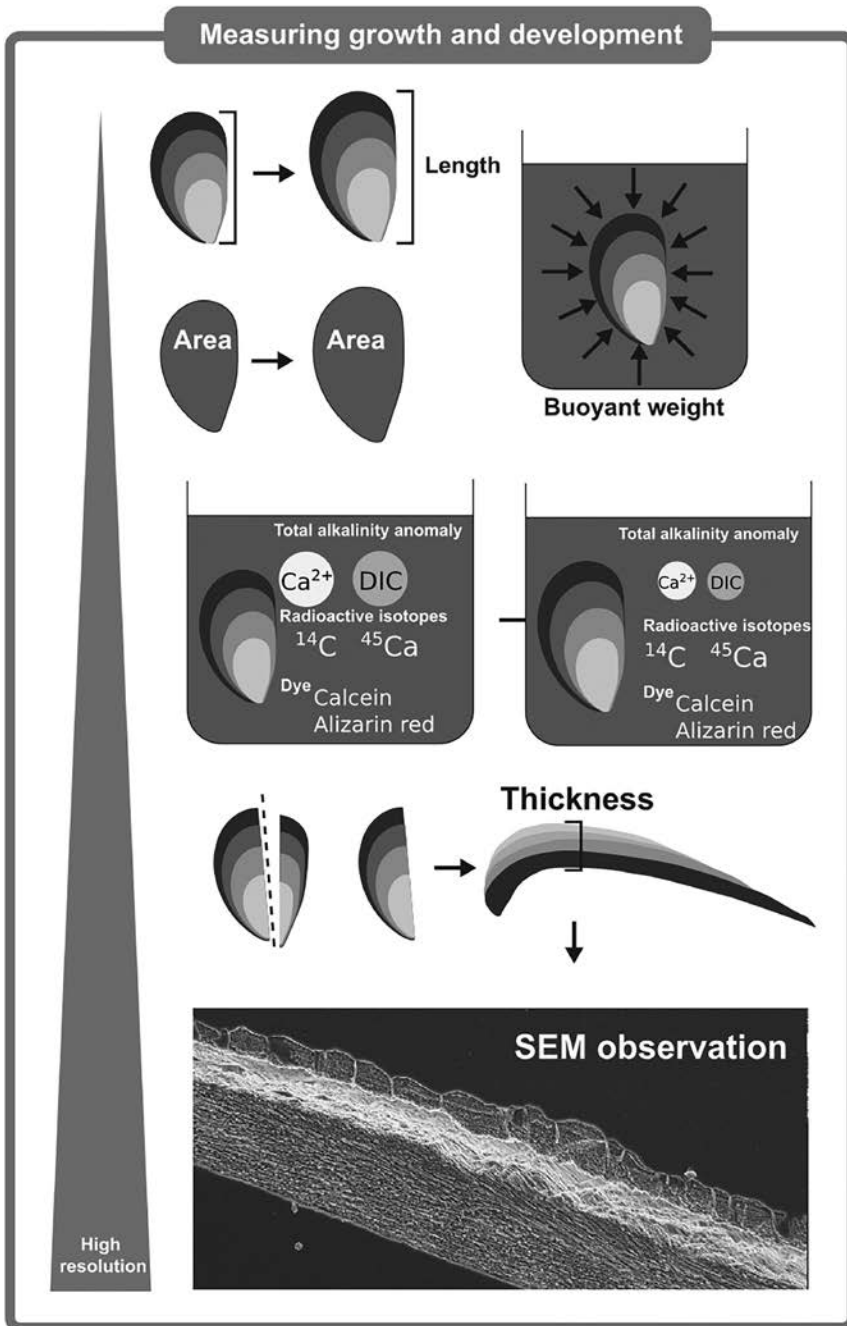 Measuring growth and development
Length
Area
Area
Buoyant weight
Total alkalinity anomaly
Ca²⁺ DIC
Radioactive isotopes
¹⁴C ⁴⁵Ca
Dye Calcein
Alizarin red
Total alkalinity anomaly
Ca²⁺ DIC
Radioactive isotopes
¹⁴C ⁴⁵Ca
Dye Calcein
Alizarin red
Thickness
SEM observation
High
resolution